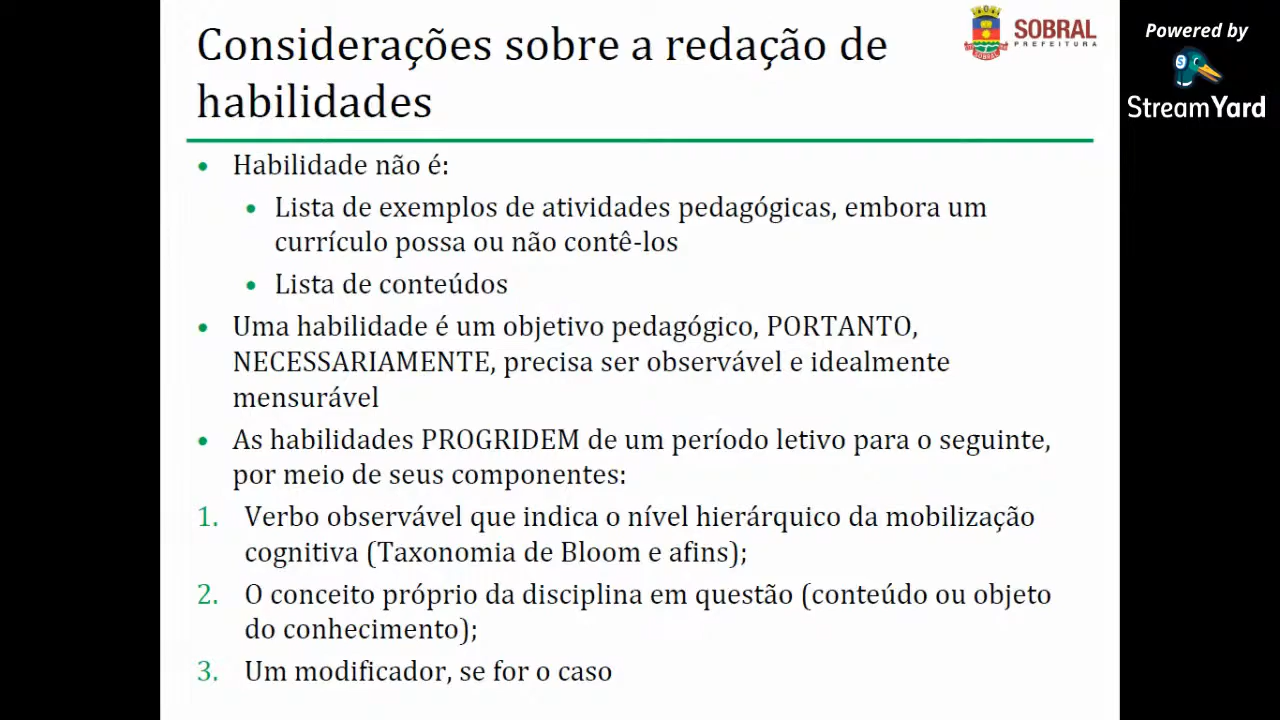 Considerações sobre a redação de
habilidades
SOBRAL
PREFEITURA
SOBRAL
Powered by
S
StreamYard
• Habilidade não é:
• Lista de exemplos de atividades pedagógicas, embora um
currículo possa ou não contê-los
• Lista de conteúdos
• Uma habilidade é um objetivo pedagógico, PORTANTO,
NECESSARIAMENTE, precisa ser observável e idealmente
mensurável
• As habilidades PROGRIDEM de um período letivo para o seguinte,
por meio de seus componentes:
1. Verbo observável que indica o nível hierárquico da mobilização
cognitiva (Taxonomia de Bloom e afins);
2. O conceito próprio da disciplina em questão (conteúdo ou objeto
do conhecimento);
3. Um modificador, se for o caso